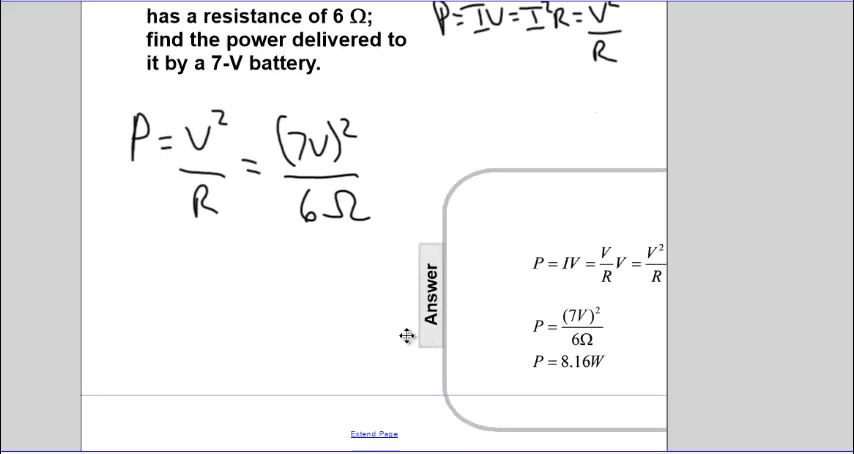 has a resistance of 6 Ω;
find the power delivered to
it by a 7-V battery.
P = IV = I²R = V²/R
P = V²/R = (7V)²/6Ω
Answer
P = IV = V/R V = V²/R
P = (7V)²/6Ω
P = 8.16W
Extend Page